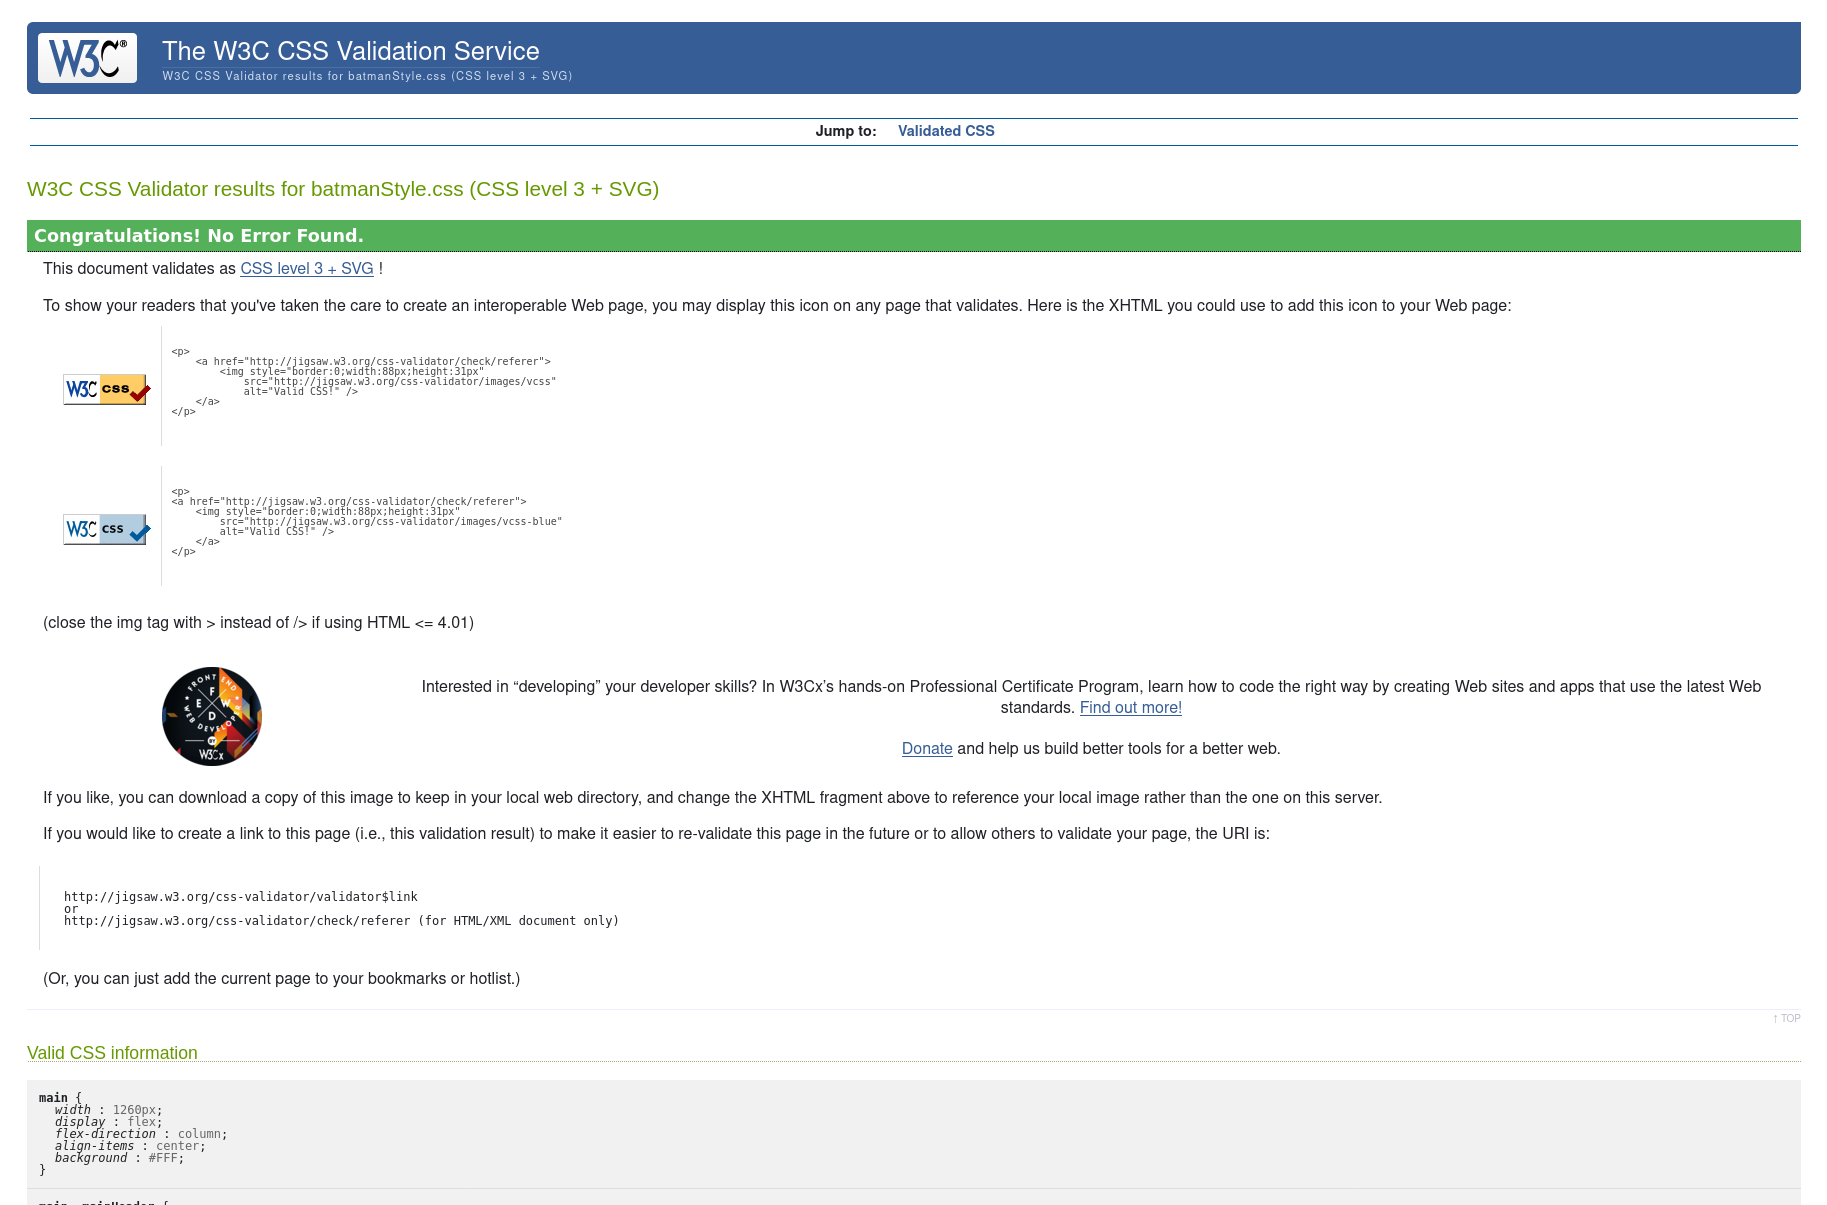 W3C®
The W3C CSS Validation Service
W3C CSS Validator results for batmanStyle.css (CSS level 3 + SVG)
Jump to: Validated CSS
W3C CSS Validator results for batmanStyle.css (CSS level 3 + SVG)
Congratulations! No Error Found.
This document validates as CSS level 3 + SVG !
To show your readers that you've taken the care to create an interoperable Web page, you may display this icon on any page that validates. Here is the XHTML you could use to add this icon to your Web page:
W3C css
<p>
    <a href="http://jigsaw.w3.org/css-validator/check/referer">
        <img style="border:0;width:88px;height:31px"
            src="http://jigsaw.w3.org/css-validator/images/vcss"
            alt="Valid CSS!" />
    </a>
</p>
W3C css
<p>
<a href="http://jigsaw.w3.org/css-validator/check/referer">
    <img style="border:0;width:88px;height:31px"
        src="http://jigsaw.w3.org/css-validator/images/vcss-blue"
        alt="Valid CSS!" />
    </a>
</p>
(close the img tag with > instead of /> if using HTML <= 4.01)
FRONT END
F
E W
D
WEB DEVELOPER
BY
W3Cx
Interested in “developing” your developer skills? In W3Cx’s hands-on Professional Certificate Program, learn how to code the right way by creating Web sites and apps that use the latest Web
standards. Find out more!
Donate and help us build better tools for a better web.
If you like, you can download a copy of this image to keep in your local web directory, and change the XHTML fragment above to reference your local image rather than the one on this server.
If you would like to create a link to this page (i.e., this validation result) to make it easier to re-validate this page in the future or to allow others to validate your page, the URI is:
http://jigsaw.w3.org/css-validator/validator$link
or
http://jigsaw.w3.org/css-validator/check/referer (for HTML/XML document only)
(Or, you can just add the current page to your bookmarks or hotlist.)
↑ TOP
Valid CSS information
main {
width : 1260px;
display : flex;
flex-direction : column;
align-items : center;
background : #FFF;
}